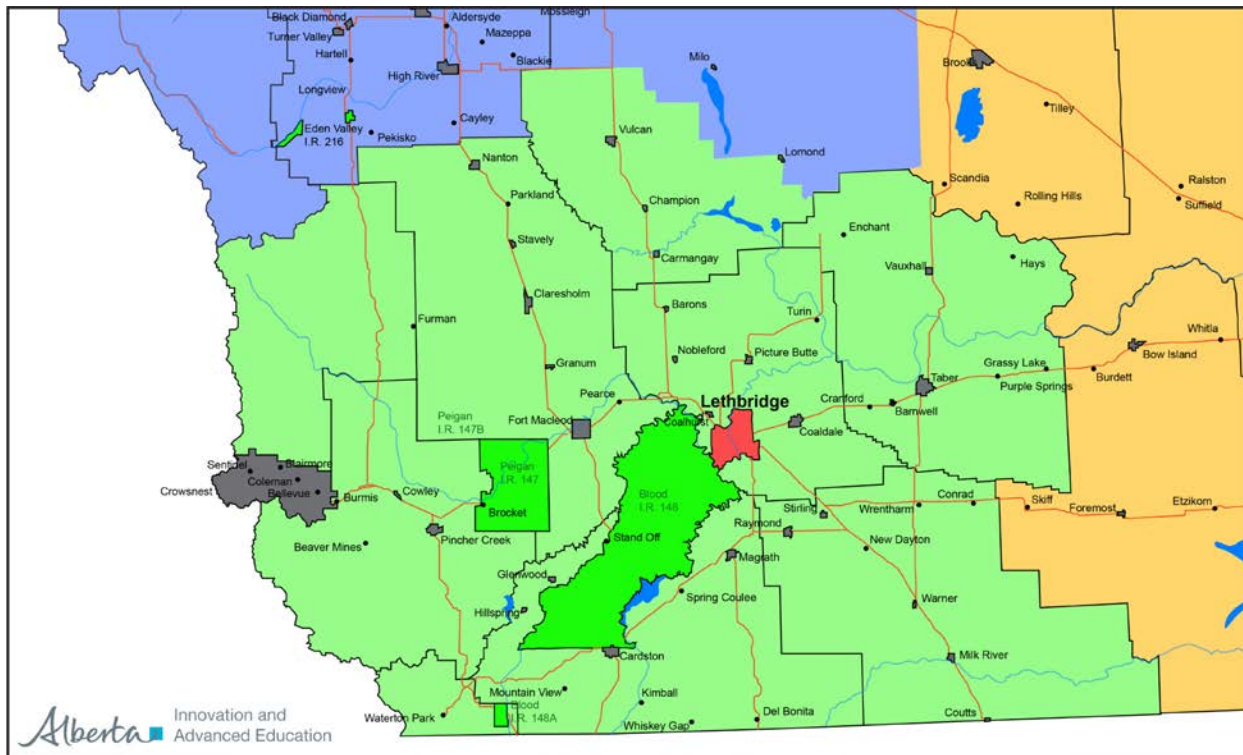 Black Diamond
Aldersyde
Mossleigh
Turner Valley
Mazeppa
Hartell
Blackie
High River
Milo
Brooks
Longview
Tilley
Eden Valley
I.R. 216
Pekisko
Cayley
Vulcan
Lomond
Nanton
Scandia
Ralston
Parkland
Champion
Rolling Hills
Suffield
Stavely
Enchant
Carmangay
Vauxhall
Hays
Claresholm
Barons
Turin
Furman
Whitla
Nobleford
Picture Butte
Bow Island
Granum
Grassy Lake
Taber
Purple Springs
Burdett
Pearce
Lethbridge
Cranford
Barnwell
Peigan
I.R. 147B
Fort Macleod
Coalhurst
Coaldale
Sentinel
Blairmore
Peigan
I.R. 147
Coleman
Crowsnest
Bellevue
Burmis
Cowley
Brocket
Blood
I.R. 148
Stirling
Wrentham
Conrad
Skiff
Foremost
Etzikom
Raymond
Beaver Mines
Pincher Creek
Stand Off
New Dayton
Magrath
Glenwood
Spring Coulee
Hillspring
Warner
Cardston
Milk River
Mountain View
Kimball
Blood
I.R. 148A
Waterton Park
Whiskey Gap
Del Bonita
Coutts
Alberta
Innovation and
Advanced Education